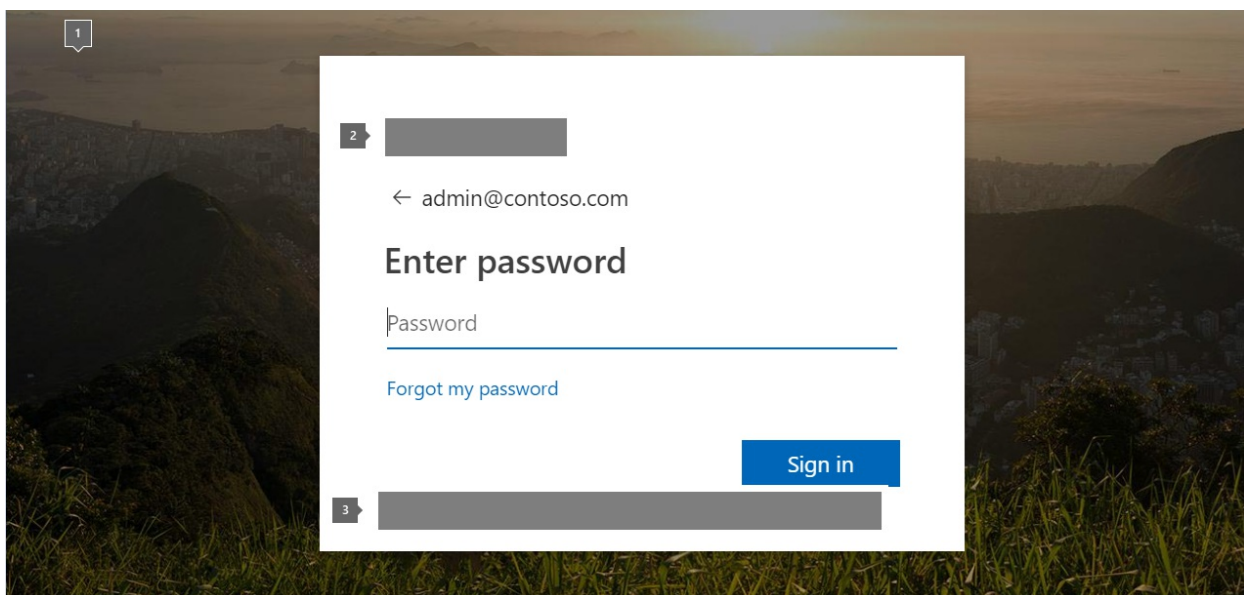 1
2
← admin@contoso.com
Enter password
Password
Forgot my password
Sign in
3